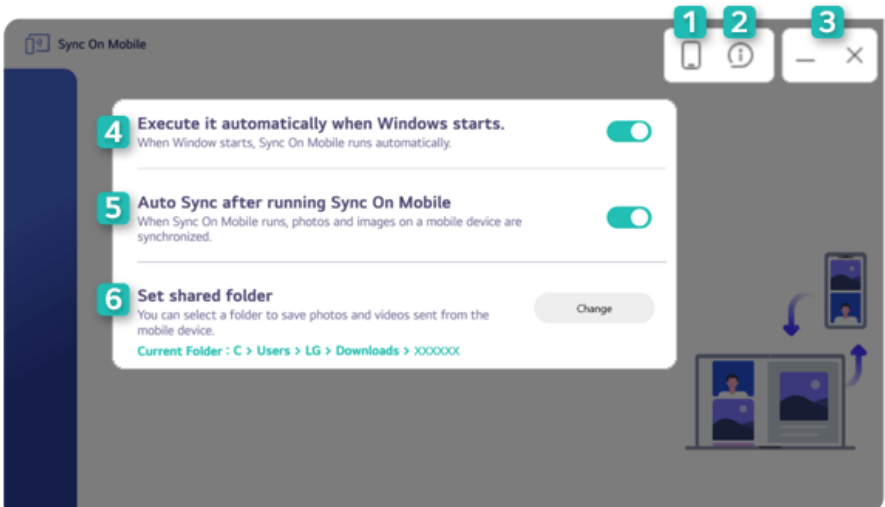 1 2 3
Sync On Mobile
4 Execute it automatically when Windows starts.
When Window starts, Sync On Mobile runs automatically.
5 Auto Sync after running Sync On Mobile
When Sync On Mobile runs, photos and images on a mobile device are
synchronized.
6 Set shared folder
You can select a folder to save photos and videos sent from the
mobile device.
Change
Current Folder : C > Users > LG > Downloads > XXXXXX